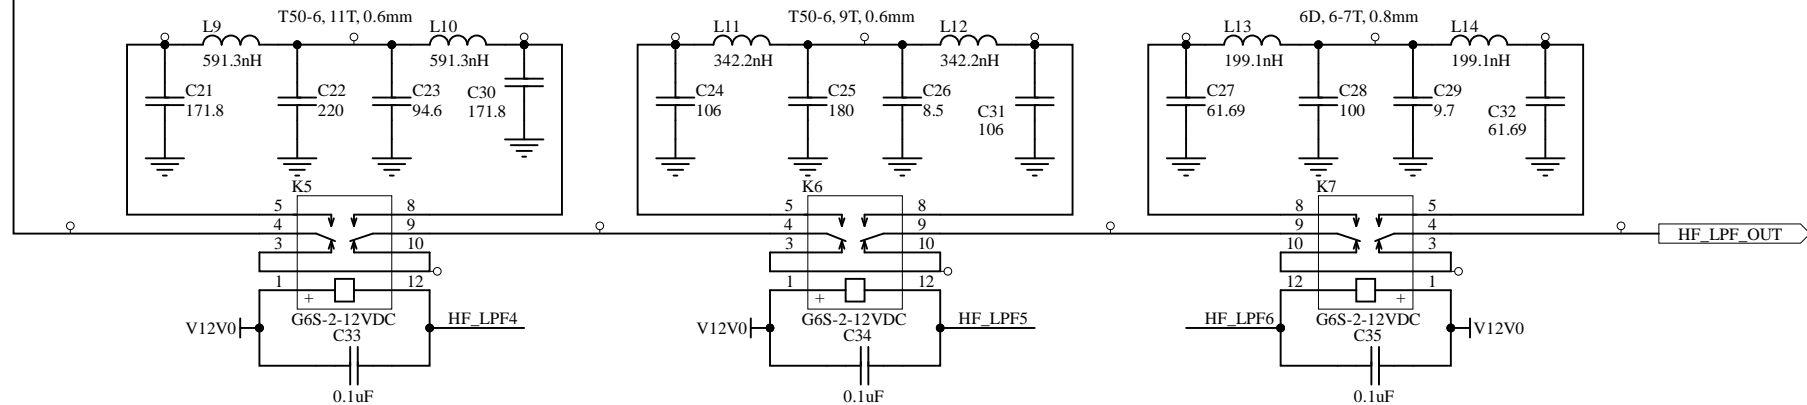 T50-6, 11T, 0.6mm
L9
L10
591.3nH
591.3nH
C21
171.8
C22
220
C23
94.6
C30
171.8
K5
5
8
4
9
3
10
1
12
+
G6S-2-12VDC
V12V0
HF_LPF4
C33
0.1uF
T50-6, 9T, 0.6mm
L11
L12
342.2nH
342.2nH
C24
106
C25
180
C26
8.5
C31
106
K6
5
8
4
9
3
10
1
12
+
G6S-2-12VDC
V12V0
HF_LPF5
C34
0.1uF
6D, 6-7T, 0.8mm
L13
L14
199.1nH
199.1nH
C27
61.69
C28
100
C29
9.7
C32
61.69
K7
8
5
9
4
10
3
12
1
+
G6S-2-12VDC
HF_LPF6
V12V0
C35
0.1uF
HF_LPF_OUT